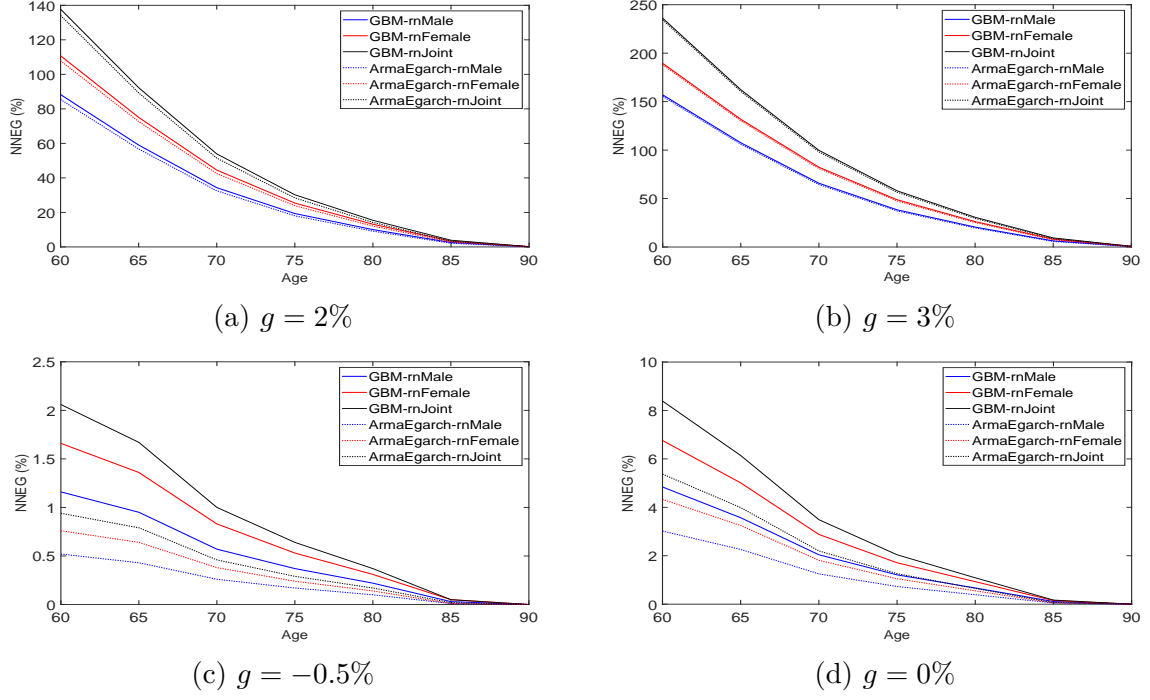 140
120
100
80
60
40
20
0
NNEG (%)
GBM-rnMale
GBM-rnFemale
GBM-rnJoint
ArmaEgarch-rnMale
ArmaEgarch-rnFemale
ArmaEgarch-rnJoint
60 65 70 75 80 85 90
Age
(a) g = 2%
250
200
150
100
50
0
NNEG (%)
GBM-rnMale
GBM-rnFemale
GBM-rnJoint
ArmaEgarch-rnMale
ArmaEgarch-rnFemale
ArmaEgarch-rnJoint
60 65 70 75 80 85 90
Age
(b) g = 3%
2.5
2
1.5
1
0.5
0
NNEG (%)
GBM-rnMale
GBM-rnFemale
GBM-rnJoint
ArmaEgarch-rnMale
ArmaEgarch-rnFemale
ArmaEgarch-rnJoint
60 65 70 75 80 85 90
Age
(c) g = −0.5%
10
8
6
4
2
0
NNEG (%)
GBM-rnMale
GBM-rnFemale
GBM-rnJoint
ArmaEgarch-rnMale
ArmaEgarch-rnFemale
ArmaEgarch-rnJoint
60 65 70 75 80 85 90
Age
(d) g = 0%